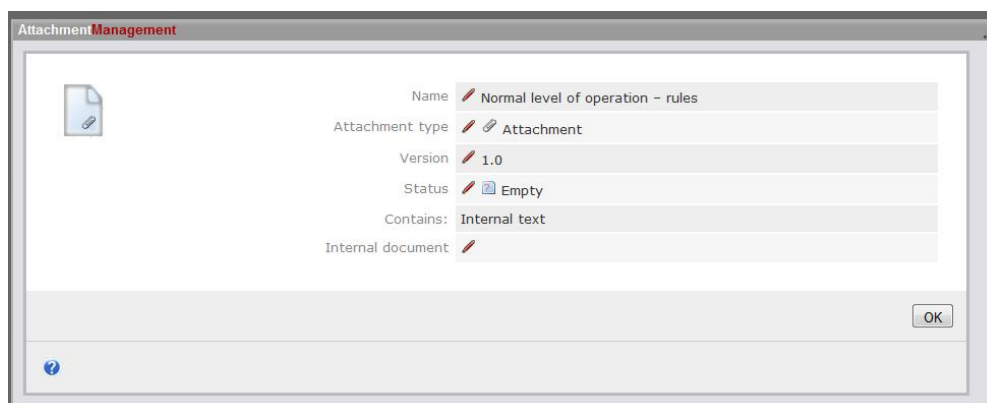 AttachmentManagement
Name Normal level of operation – rules
Attachment type Attachment
Version 1.0
Status Empty
Contains: Internal text
Internal document
OK
?